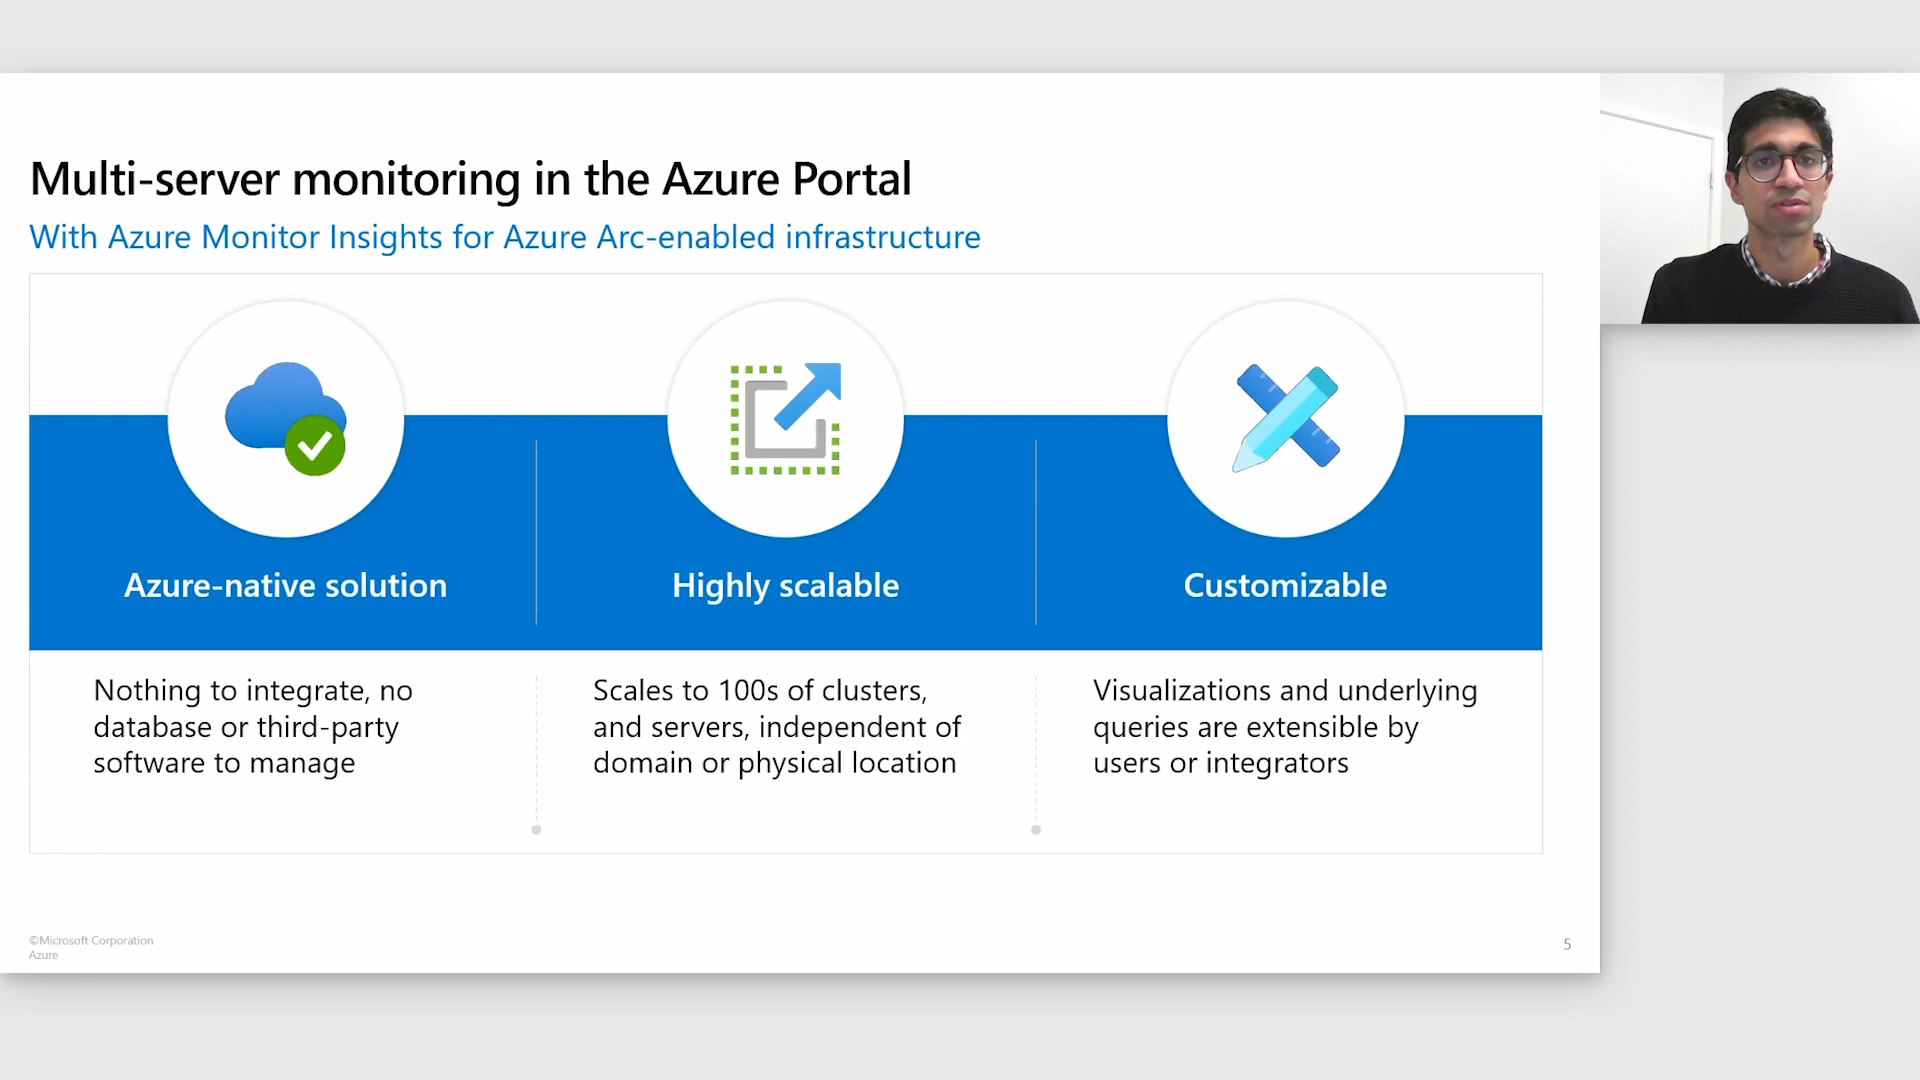 Multi-server monitoring in the Azure Portal
With Azure Monitor Insights for Azure Arc-enabled infrastructure
Azure-native solution
Nothing to integrate, no
database or third-party
software to manage
Highly scalable
Scales to 100s of clusters,
and servers, independent of
domain or physical location
Customizable
Visualizations and underlying
queries are extensible by
users or integrators
©Microsoft Corporation
Azure
5